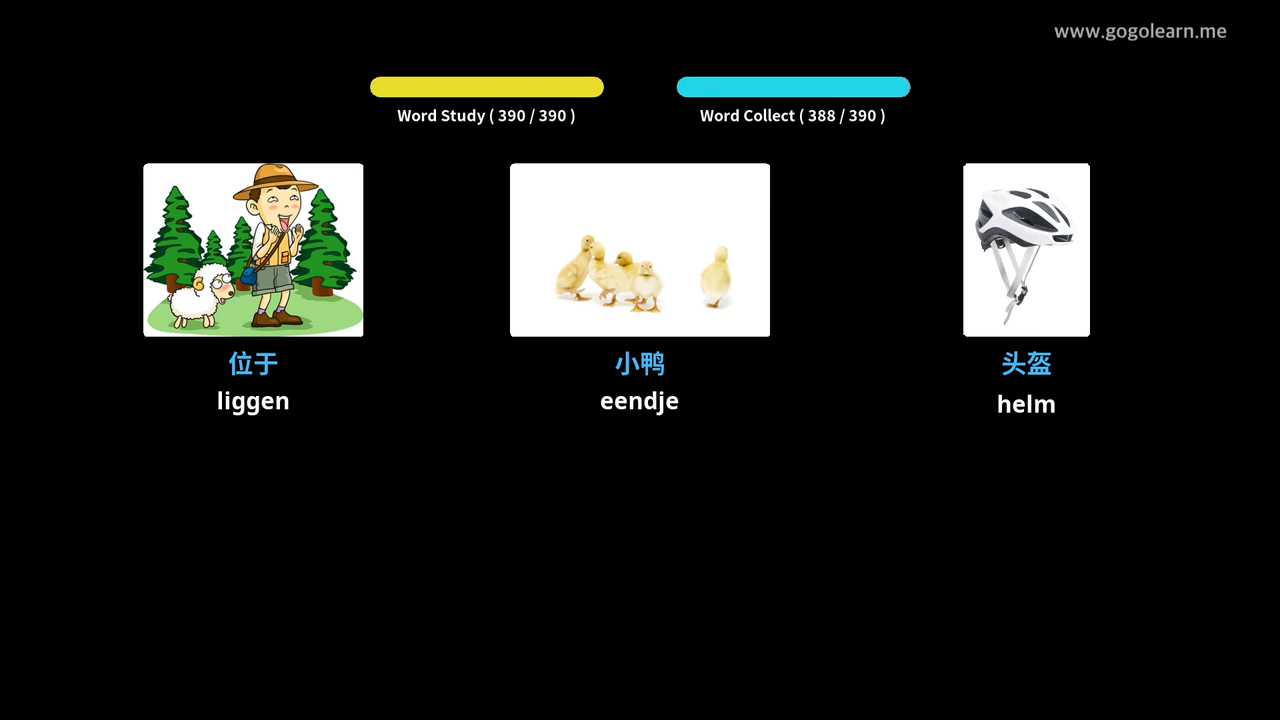 www.gogolearn.me
Word Study ( 390 / 390 )
Word Collect ( 388 / 390 )
位于
小鸭
头盔
liggen
eendje
helm